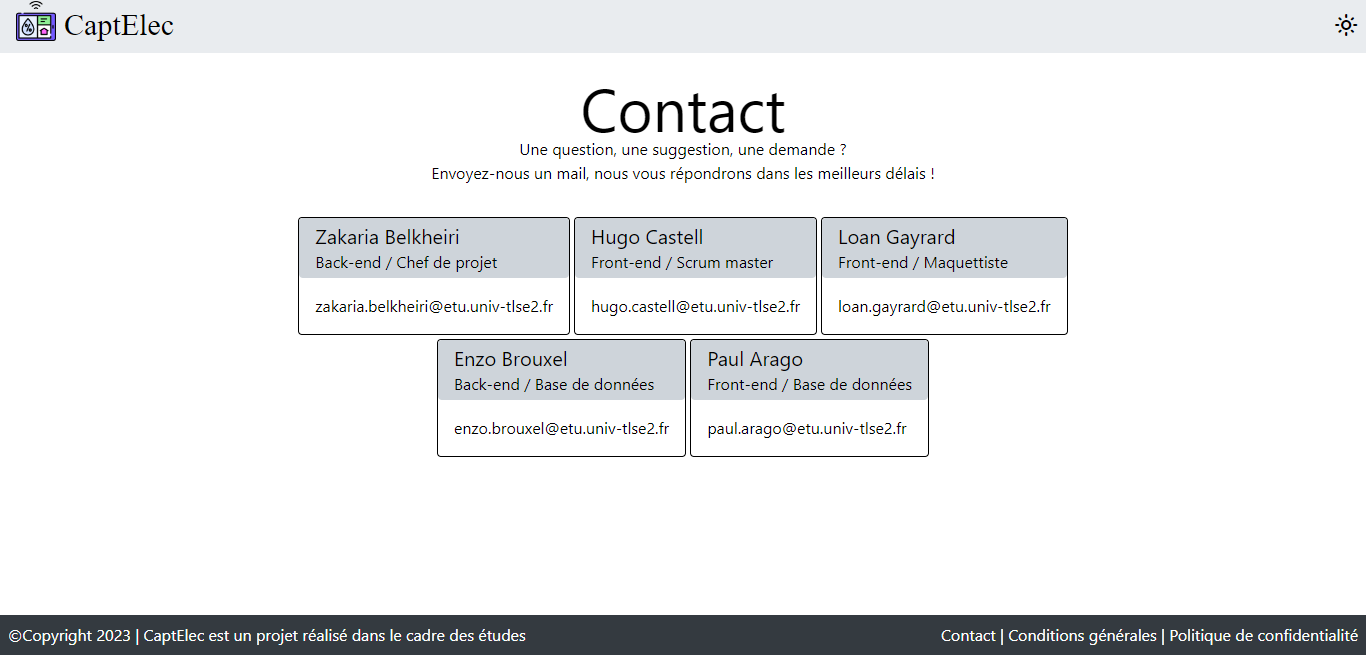 CaptElec
Contact
Une question, une suggestion, une demande ?
Envoyez-nous un mail, nous vous répondrons dans les meilleurs délais !
Zakaria Belkheiri
Back-end / Chef de projet
zakaria.belkheiri@etu.univ-tlse2.fr
Hugo Castell
Front-end / Scrum master
hugo.castell@etu.univ-tlse2.fr
Loan Gayrard
Front-end / Maquettiste
loan.gayrard@etu.univ-tlse2.fr
Enzo Brouxel
Back-end / Base de données
enzo.brouxel@etu.univ-tlse2.fr
Paul Arago
Front-end / Base de données
paul.arago@etu.univ-tlse2.fr
©Copyright 2023 | CaptElec est un projet réalisé dans le cadre des études
Contact | Conditions générales | Politique de confidentialité